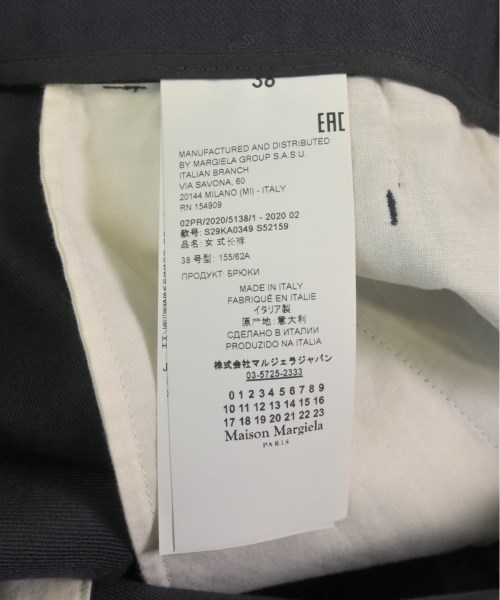 38
EAC
MANUFACTURED AND DISTRIBUTED
BY MARGIELA GROUP S.A.S.U.
ITALIAN BRANCH
VIA SAVONA, 60
20144 MILANO (MI) - ITALY
RN 154909
02PR/2020/5138/1 - 2020 02
款号: S29KA0349 S52159
品名: 女式长裤
38 号型: 155/62A
ПРОДУКТ: БРЮКИ
MADE IN ITALY
FABRIQUÉ EN ITALIE
イタリア製
原产地:意大利
СДЕЛАНО В ИТАЛИИ
PRODUZIDO NA ITALIA
株式会社マルジェラジャパン
03-5725-2333
0 1 2 3 4 5 6 7 8 9
10 11 12 13 14 15 16
17 18 19 20 21 22 23
Maison Margiela
PARIS